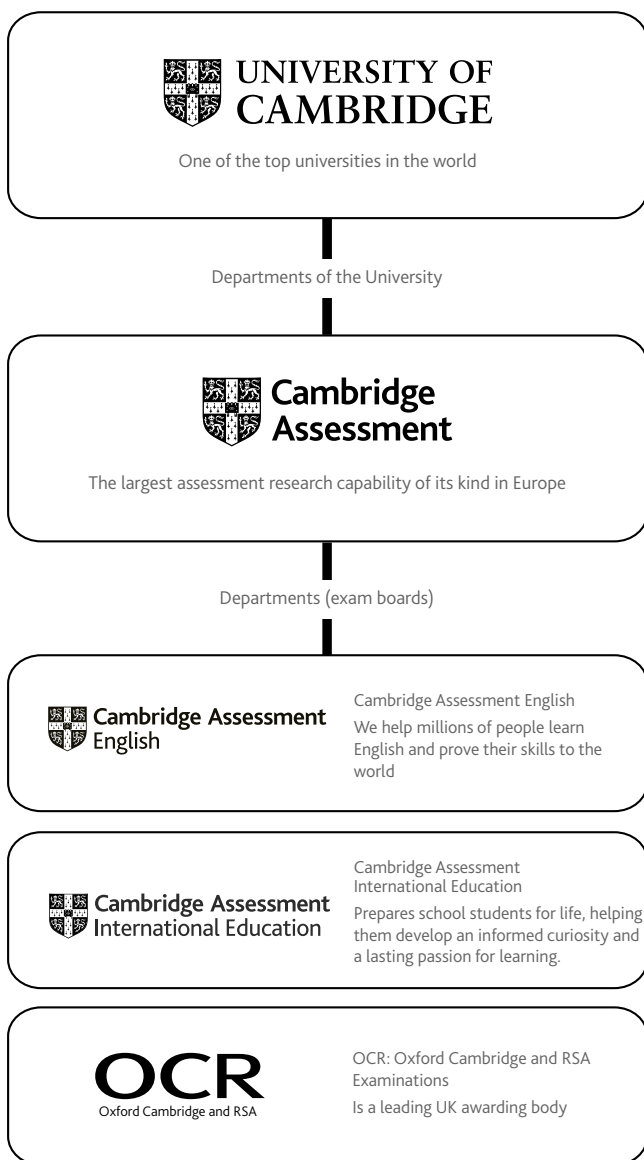 UNIVERSITY OF
CAMBRIDGE
One of the top universities in the world
Departments of the University
Cambridge
Assessment
The largest assessment research capability of its kind in Europe
Departments (exam boards)
Cambridge Assessment
English
Cambridge Assessment English
We help millions of people learn
English and prove their skills to the
world
Cambridge Assessment
International Education
Cambridge Assessment
International Education
Prepares school students for life, helping
them develop an informed curiosity and
a lasting passion for learning.
OCR
Oxford Cambridge and RSA
OCR: Oxford Cambridge and RSA
Examinations
Is a leading UK awarding body